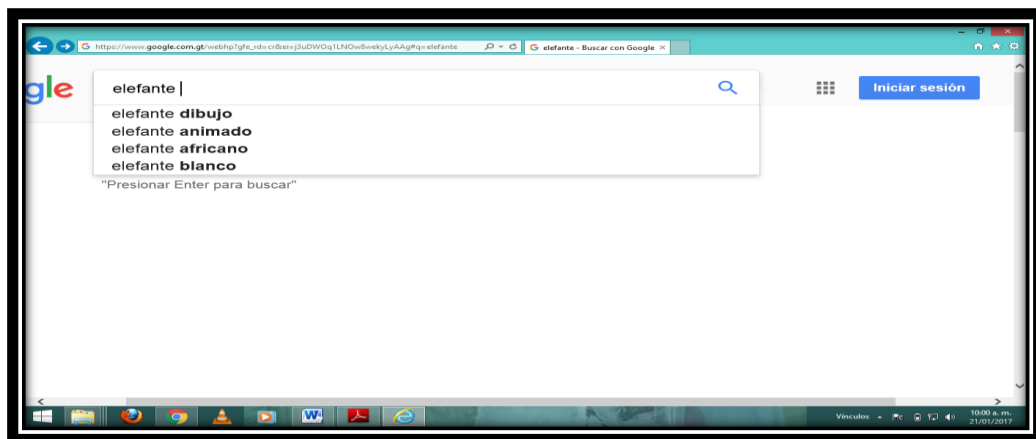 https://www.google.com.gt/webhp?gfe_rd=cr&ei=j3uDWOq1LNOw8wekyLyAAg#q=elefante
elefante - Buscar con Google
gle
elefante
Iniciar sesión
elefante dibujo
elefante animado
elefante africano
elefante blanco
"Presionar Enter para buscar"
Vínculos
10:00 a. m.
21/01/2017